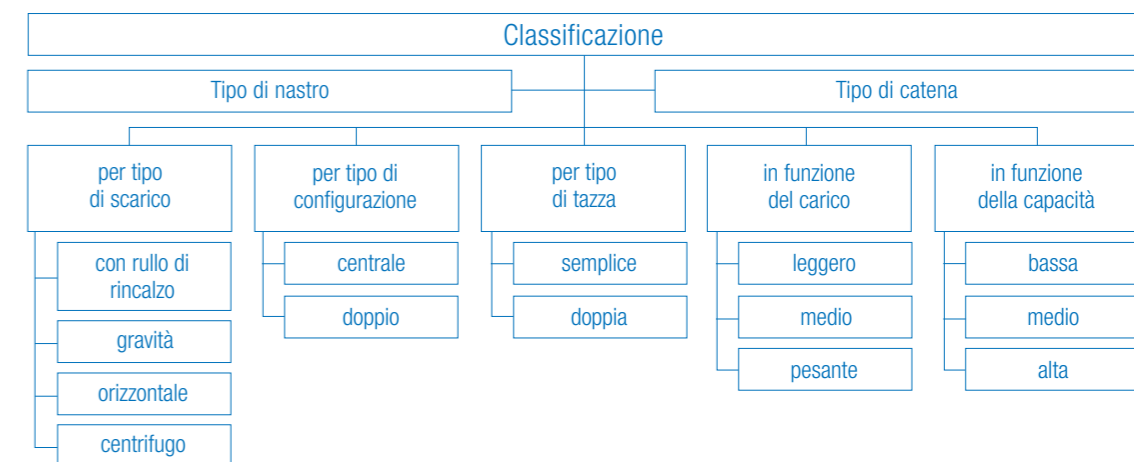 Classificazione
Tipo di nastro
Tipo di catena
per tipo
di scarico
per tipo di
configurazione
per tipo
di tazza
in funzione
del carico
in funzione
della capacità
con rullo di
rincalzo
gravità
orizzontale
centrifugo
centrale
doppio
semplice
doppia
leggero
medio
pesante
bassa
medio
alta